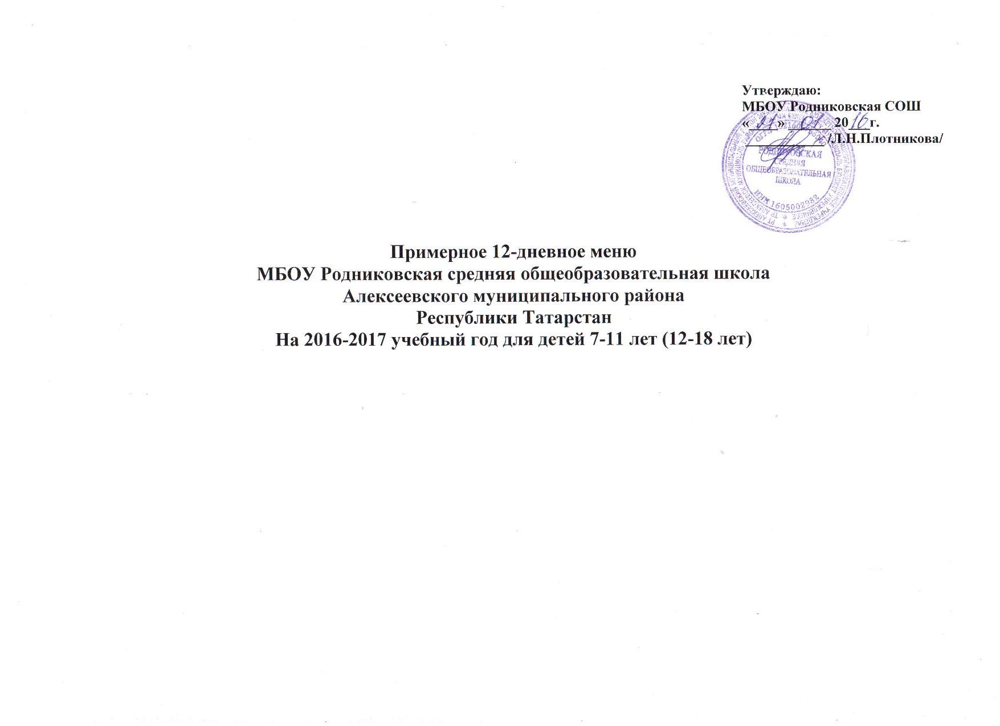 Утверждаю:
МБОУ Родниковская СОШ
«21» 01 2016 г.
/Л.Н.Плотникова/
РОДНИКОВСКАЯ
СРЕДНЯЯ
ОБЩЕОБРАЗОВАТЕЛЬНАЯ
ШКОЛА
ИНН 1605002982
Примерное 12-дневное меню
МБОУ Родниковская средняя общеобразовательная школа
Алексеевского муниципального района
Республики Татарстан
На 2016-2017 учебный год для детей 7-11 лет (12-18 лет)